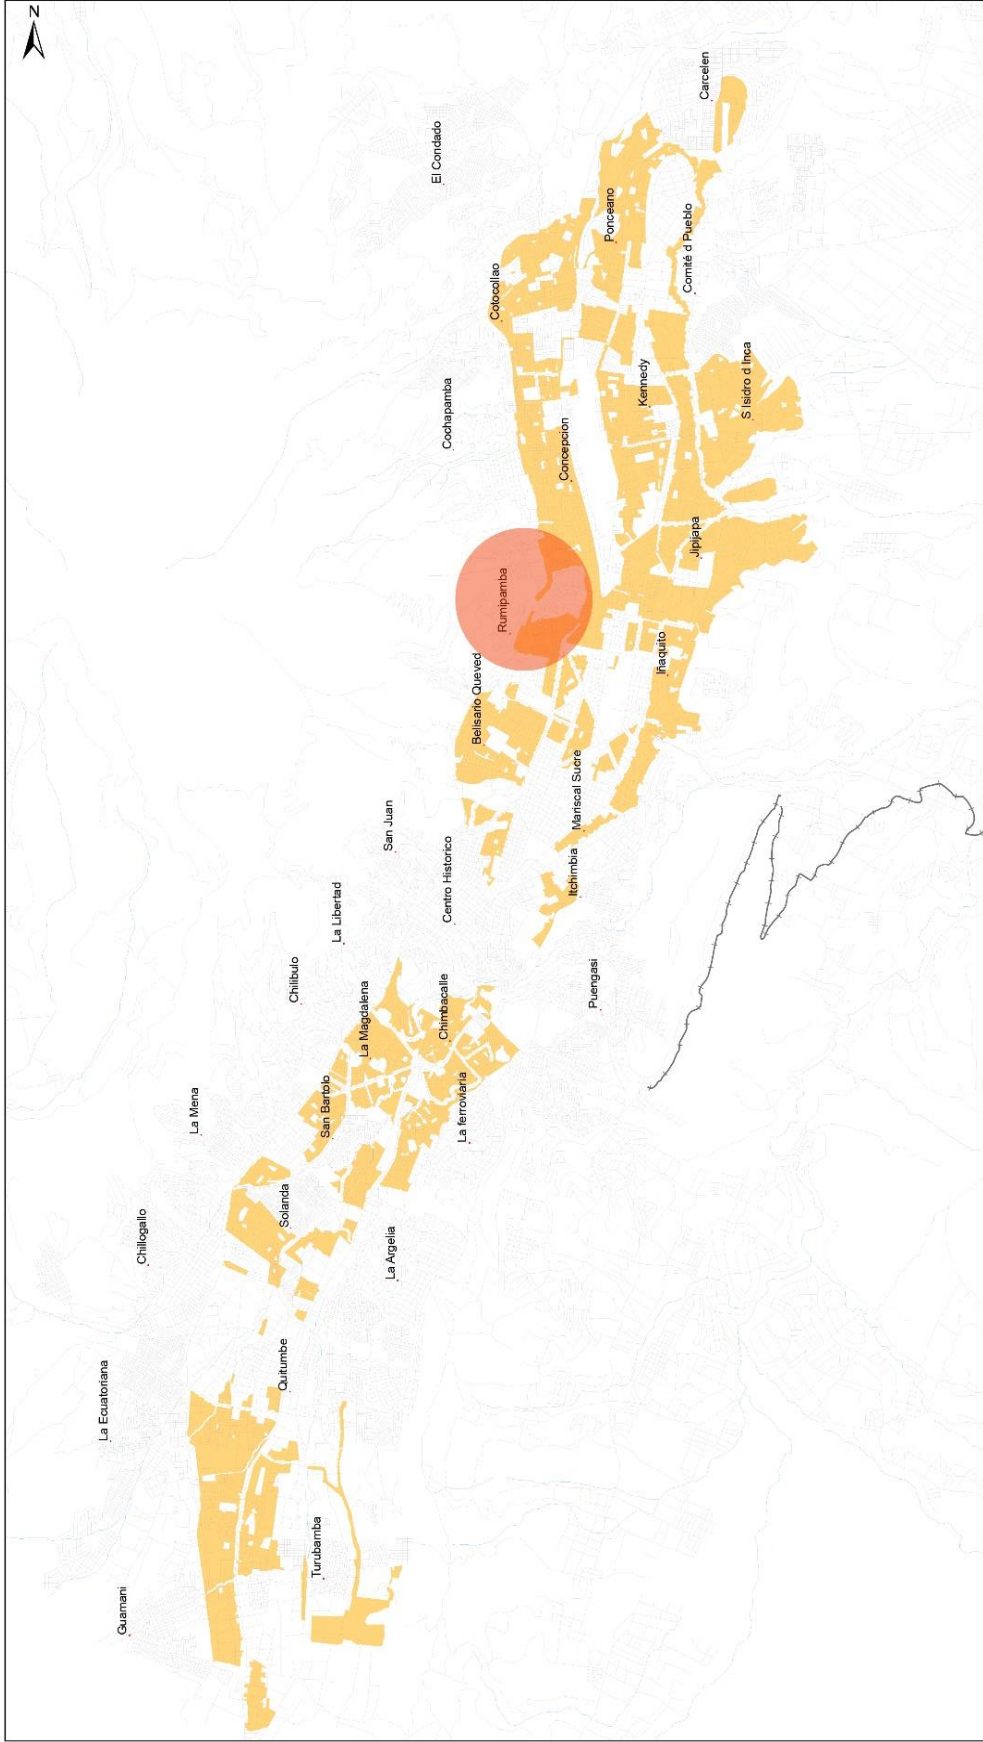 N
Carcelen
El Condado
Ponceano
Comité d Pueblo
Cotocollao
S Isidro d Inca
Kennedy
Cochapamba
Concepcion
Jipijapa
Rumipamba
Iñaquito
Belisario Queved
Mariscal Sucre
San Juan
Centro Historico
Itchimbia
La Libertad
Puengasi
Chilibulo
La Magdalena
Chimbacalle
La Mena
San Bartolo
La ferroviaria
Solanda
Chillogallo
La Argelia
Quitumbe
La Ecuatoriana
Turubamba
Guamani